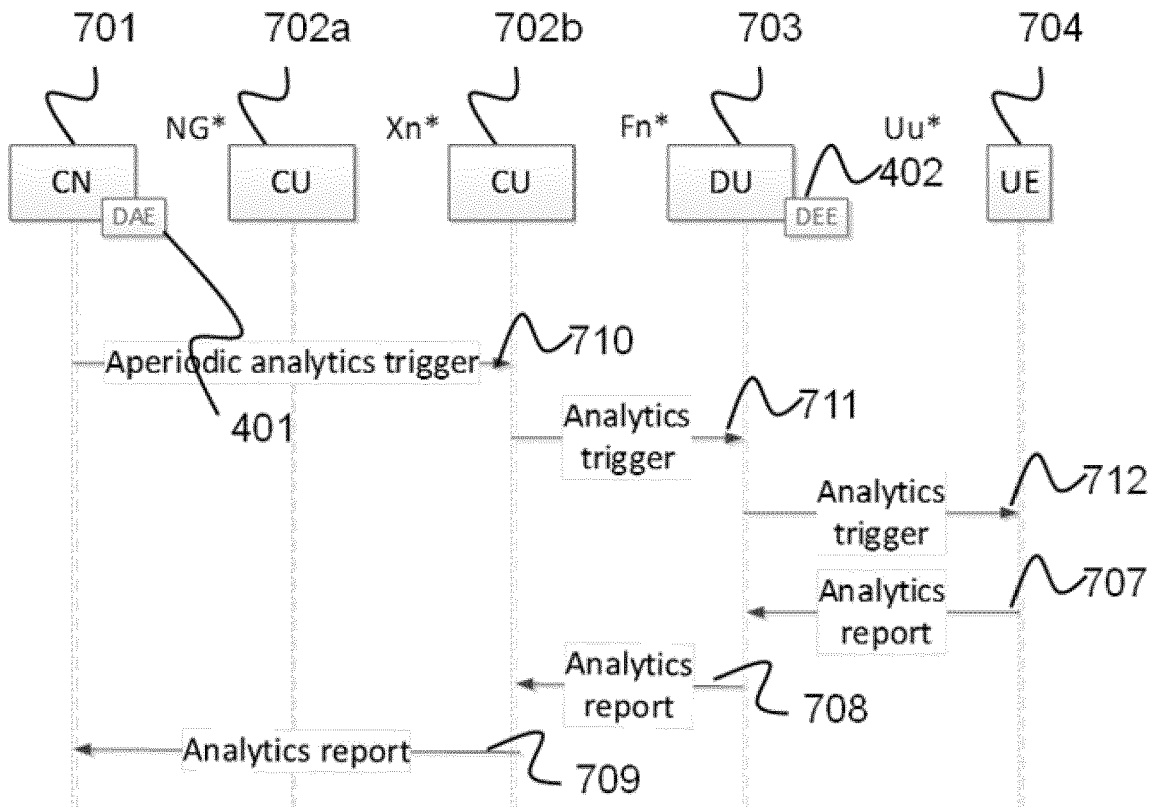 701 702a 702b 703 704
NG* Xn* Fn* Uu*
402
CN CU CU DU UE
DAE DEE
Aperiodic analytics trigger
710
401
Analytics
trigger
711
Analytics
trigger
712
Analytics
report
707
Analytics
report
708
Analytics report
709